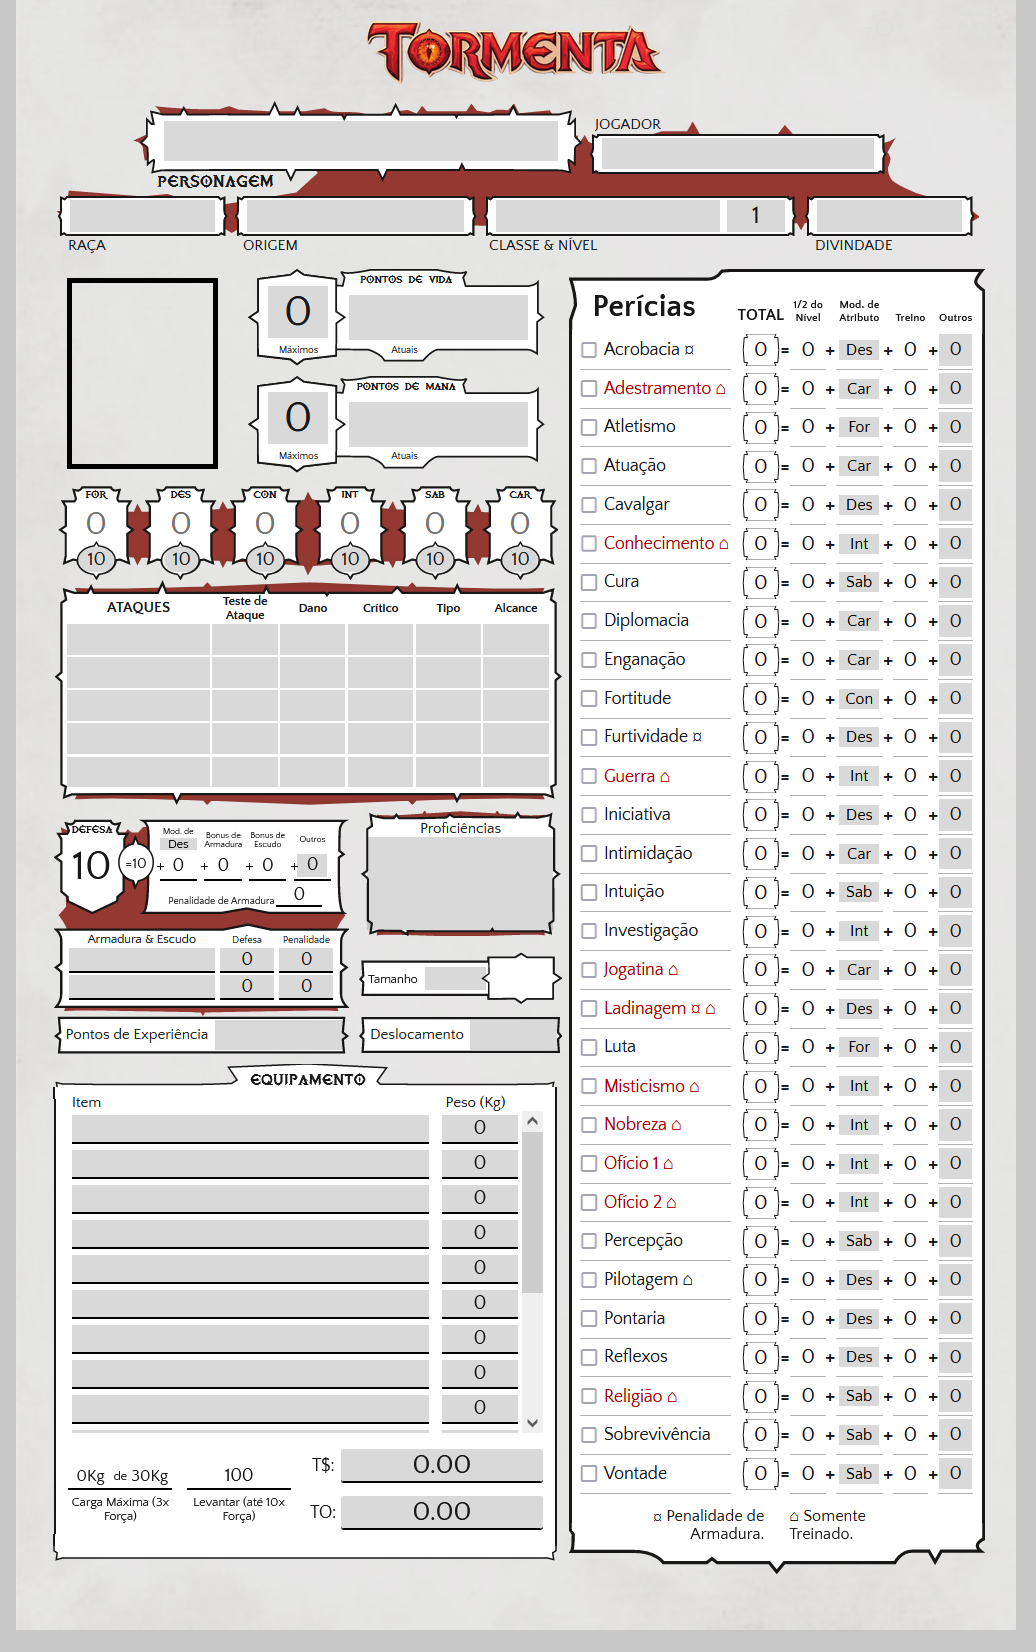 TORMENTA
JOGADOR
PERSONAGEM
1
RAÇA ORIGEM CLASSE & NÍVEL DIVINDADE
PONTOS DE VIDA
0
Máximos Atuais
PONTOS DE MANA
0
Máximos Atuais
FOR DES CON INT SAB CAR
0 0 0 0 0 0
10 10 10 10 10 10
ATAQUES Teste de Ataque Dano Crítico Tipo Alcance
DEFESA
10 =10
Mod. de Des Bonus de Armadura Bonus de Escudo Outros
+ 0 + 0 + 0 + 0
Penalidade de Armadura 0
Proficiências
Armadura & Escudo Defesa Penalidade
0 0
0 0
Tamanho
Pontos de Experiência
Deslocamento
EQUIPAMENTO
Item Peso (Kg)
0
0
0
0
0
0
0
0
0
0Kg de 30Kg
Carga Máxima (3x
Força)
100
Levantar (até 10x
Força)
T$: 0.00
TO: 0.00
Perícias TOTAL 1/2 do Nível Mod. de Atributo Treino Outros
Acrobacia ¤ 0 = 0 + Des + 0 + 0
Adestramento ⌂ 0 = 0 + Car + 0 + 0
Atletismo 0 = 0 + For + 0 + 0
Atuação 0 = 0 + Car + 0 + 0
Cavalgar 0 = 0 + Des + 0 + 0
Conhecimento ⌂ 0 = 0 + Int + 0 + 0
Cura 0 = 0 + Sab + 0 + 0
Diplomacia 0 = 0 + Car + 0 + 0
Enganação 0 = 0 + Car + 0 + 0
Fortitude 0 = 0 + Con + 0 + 0
Furtividade ¤ 0 = 0 + Des + 0 + 0
Guerra ⌂ 0 = 0 + Int + 0 + 0
Iniciativa 0 = 0 + Des + 0 + 0
Intimidação 0 = 0 + Car + 0 + 0
Intuição 0 = 0 + Sab + 0 + 0
Investigação 0 = 0 + Int + 0 + 0
Jogatina ⌂ 0 = 0 + Car + 0 + 0
Ladinagem ¤ ⌂ 0 = 0 + Des + 0 + 0
Luta 0 = 0 + For + 0 + 0
Misticismo ⌂ 0 = 0 + Int + 0 + 0
Nobreza ⌂ 0 = 0 + Int + 0 + 0
Ofício 1 ⌂ 0 = 0 + Int + 0 + 0
Ofício 2 ⌂ 0 = 0 + Int + 0 + 0
Percepção 0 = 0 + Sab + 0 + 0
Pilotagem ⌂ 0 = 0 + Des + 0 + 0
Pontaria 0 = 0 + Des + 0 + 0
Reflexos 0 = 0 + Des + 0 + 0
Religião ⌂ 0 = 0 + Sab + 0 + 0
Sobrevivência 0 = 0 + Sab + 0 + 0
Vontade 0 = 0 + Sab + 0 + 0
¤ Penalidade de
Armadura.
⌂ Somente
Treinado.